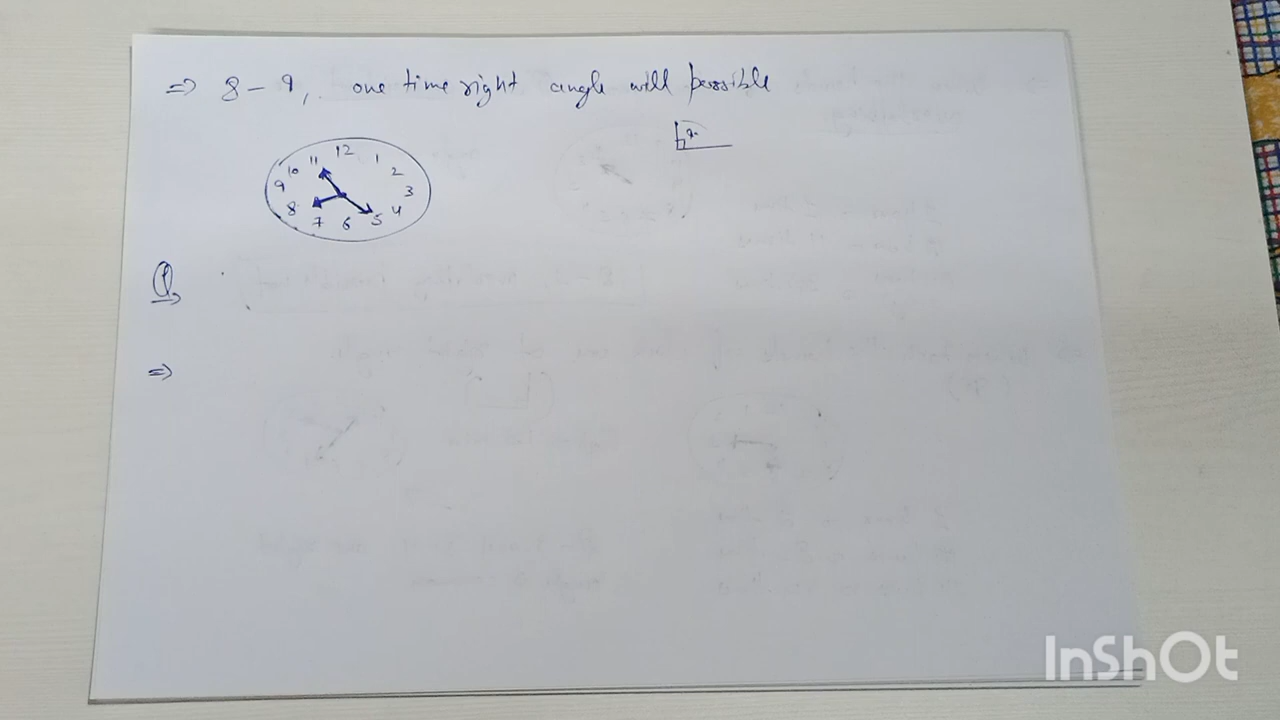 ⇒ 8 – 9, one time right angle will possible
12
11 1
10 2
9 3
8 4
7 6 5
Q
⇒
InShOt